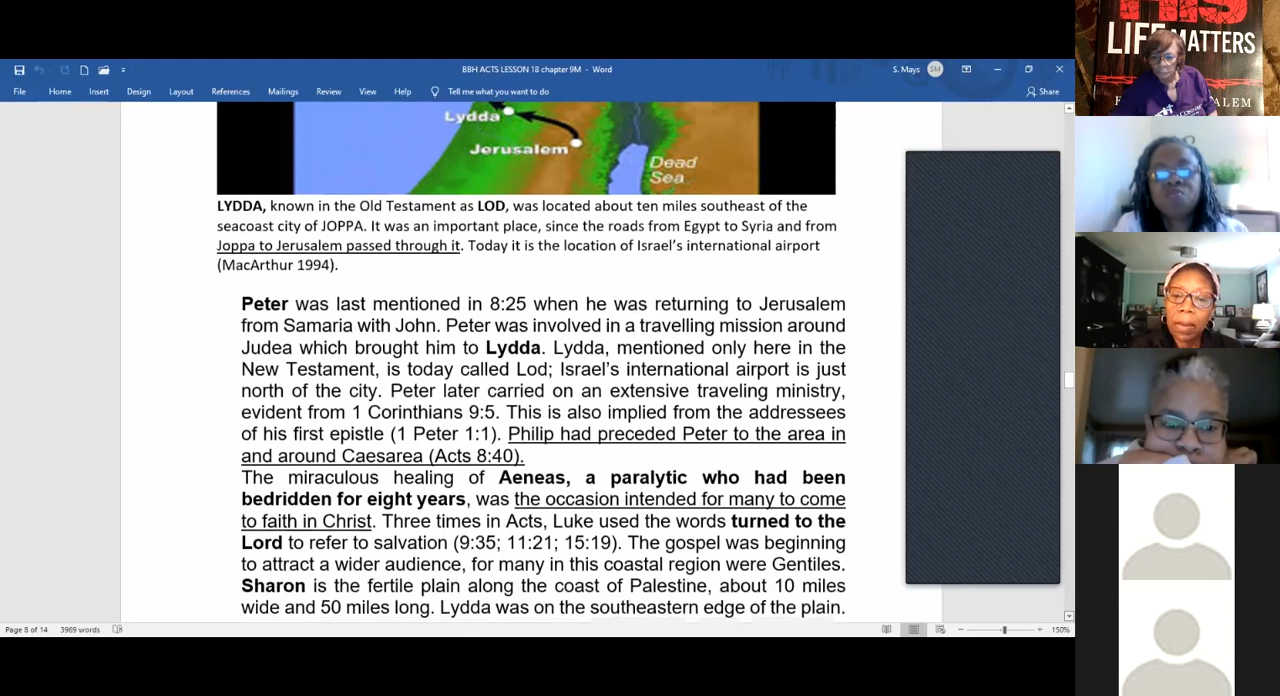 HIS
LIFE MATTERS
BBH ACTS LESSON 18 chapter 9M - Word
S. Mays
SM
File Home Insert Design Layout References Mailings Review View Help Tell me what you want to do Share
Lydda
Jerusalem
Dead
Sea
LYDDA, known in the Old Testament as LOD, was located about ten miles southeast of the
seacoast city of JOPPA. It was an important place, since the roads from Egypt to Syria and from
Joppa to Jerusalem passed through it. Today it is the location of Israel's international airport
(MacArthur 1994).
Peter was last mentioned in 8:25 when he was returning to Jerusalem
from Samaria with John. Peter was involved in a travelling mission around
Judea which brought him to Lydda. Lydda, mentioned only here in the
New Testament, is today called Lod; Israel's international airport is just
north of the city. Peter later carried on an extensive traveling ministry,
evident from 1 Corinthians 9:5. This is also implied from the addressees
of his first epistle (1 Peter 1:1). Philip had preceded Peter to the area in
and around Caesarea (Acts 8:40).
The miraculous healing of Aeneas, a paralytic who had been
bedridden for eight years, was the occasion intended for many to come
to faith in Christ. Three times in Acts, Luke used the words turned to the
Lord to refer to salvation (9:35; 11:21; 15:19). The gospel was beginning
to attract a wider audience, for many in this coastal region were Gentiles.
Sharon is the fertile plain along the coast of Palestine, about 10 miles
wide and 50 miles long. Lydda was on the southeastern edge of the plain.
Page 8 of 14 3969 words 150%